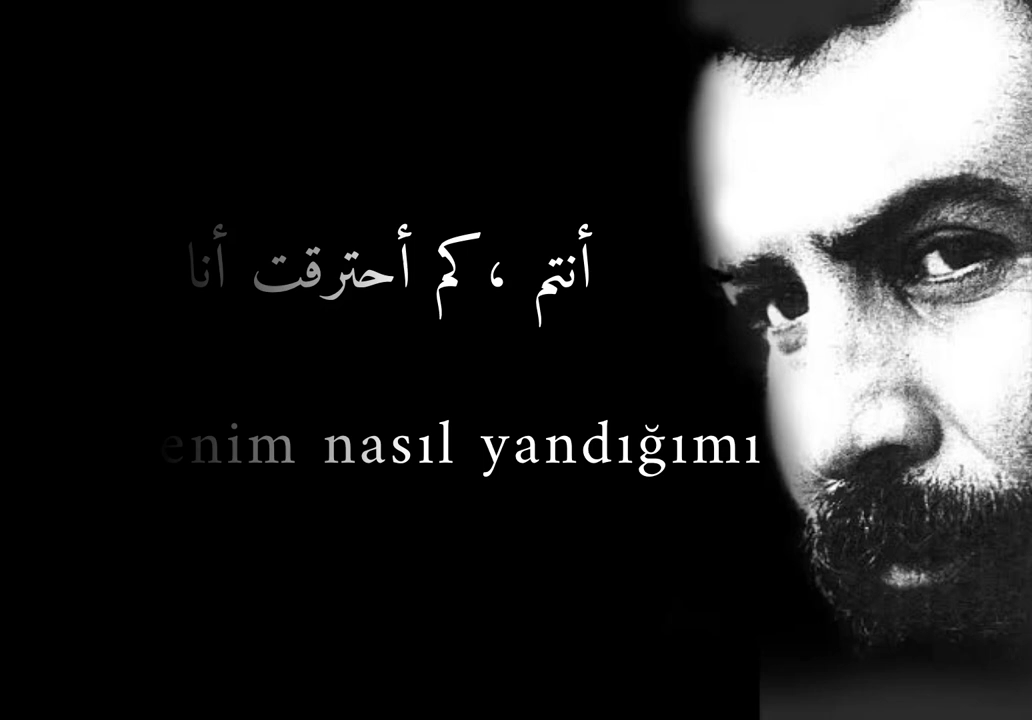 أنتم ، كم أحترقت أنا
enim nasıl yandığımı